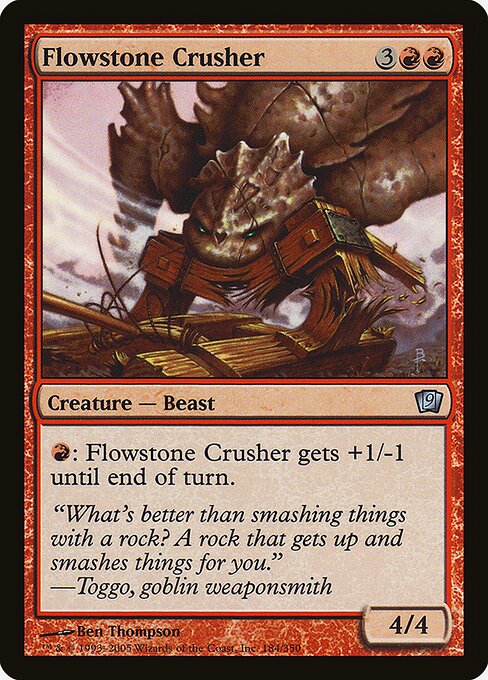 Flowstone Crusher 3
Creature — Beast 9
: Flowstone Crusher gets +1/-1
until end of turn.
“What’s better than smashing things
with a rock? A rock that gets up and
smashes things for you.”
—Toggo, goblin weaponsmith
4/4
Ben Thompson
™ & © 1993–2005 Wizards of the Coast, Inc. 184/350